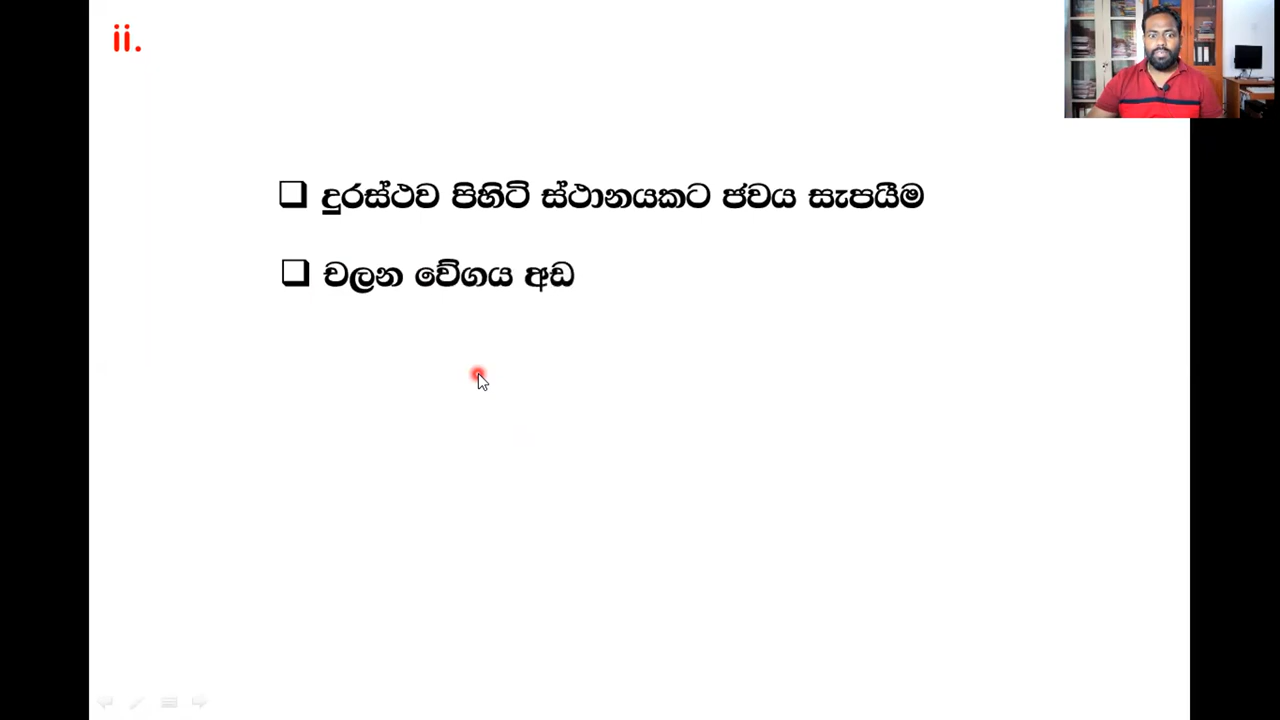 ii.
❑ දුරස්ථව පිහිටි ස්ථානයකට ජවය සැපයීම
❑ චලන වේගය අඩ